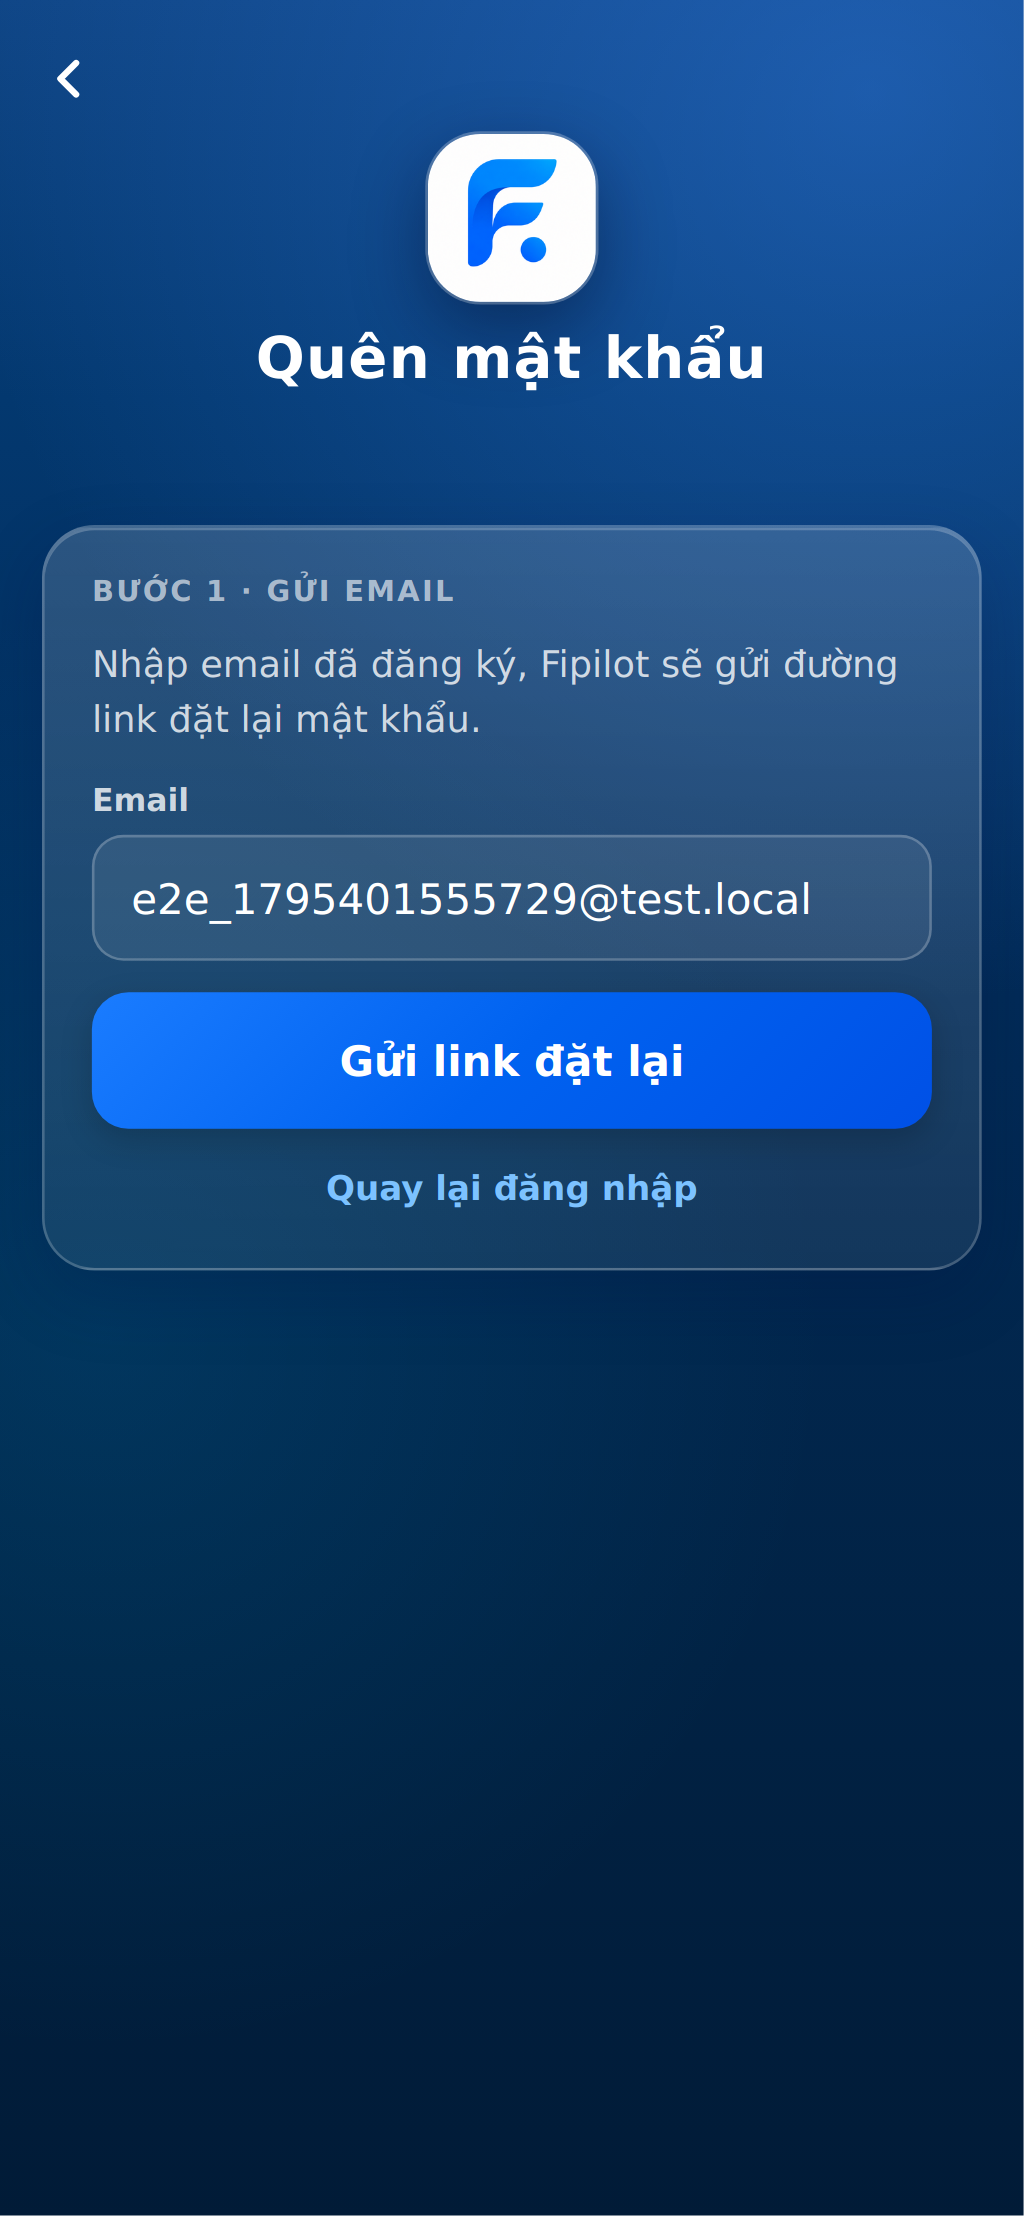 Quên mật khẩu
BƯỚC 1 · GỬI EMAIL
Nhập email đã đăng ký, Fipilot sẽ gửi đường
link đặt lại mật khẩu.
Email
e2e_1795401555729@test.local
Gửi link đặt lại
Quay lại đăng nhập